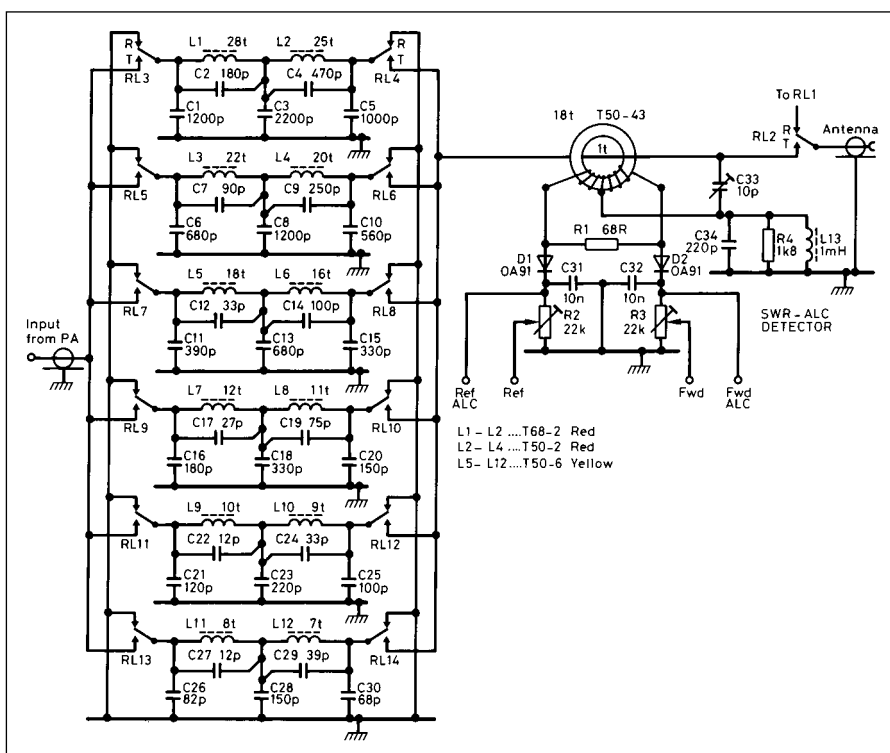 R
T
RL3
L1 28t
L2 25t
C2 180p
C4 470p
C1
1200p
C3
2200p
C5
1000p
R
T
RL4
RL5
L3 22t
L4 20t
C7 90p
C9 250p
C6
680p
C8
1200p
C10
560p
RL6
RL7
L5 18t
L6 16t
C12 33p
C14 100p
C11
390p
C13
680p
C15
330p
RL8
Input
from PA
RL9
L7 12t
L8 11t
C17 27p
C19 75p
C16
180p
C18
330p
C20
150p
RL10
RL11
L9 10t
L10 9t
C22 12p
C24 33p
C21
120p
C23
220p
C25
100p
RL12
RL13
L11 8t
L12 7t
C27 12p
C29 39p
C26
82p
C28
150p
C30
68p
RL14
18t T50-43
1t
To RL1
RL2
R
T
Antenna
C33
10p
R1 68R
D1
OA91
D2
OA91
C31
10n
C32
10n
C34
220p
R4
1k8
L13
1mH
R2
22k
R3
22k
SWR-ALC
DETECTOR
Ref
ALC
Ref
Fwd
Fwd
ALC
L1-L2....T68-2 Red
L2-L4....T50-2 Red
L5-L12....T50-6 Yellow